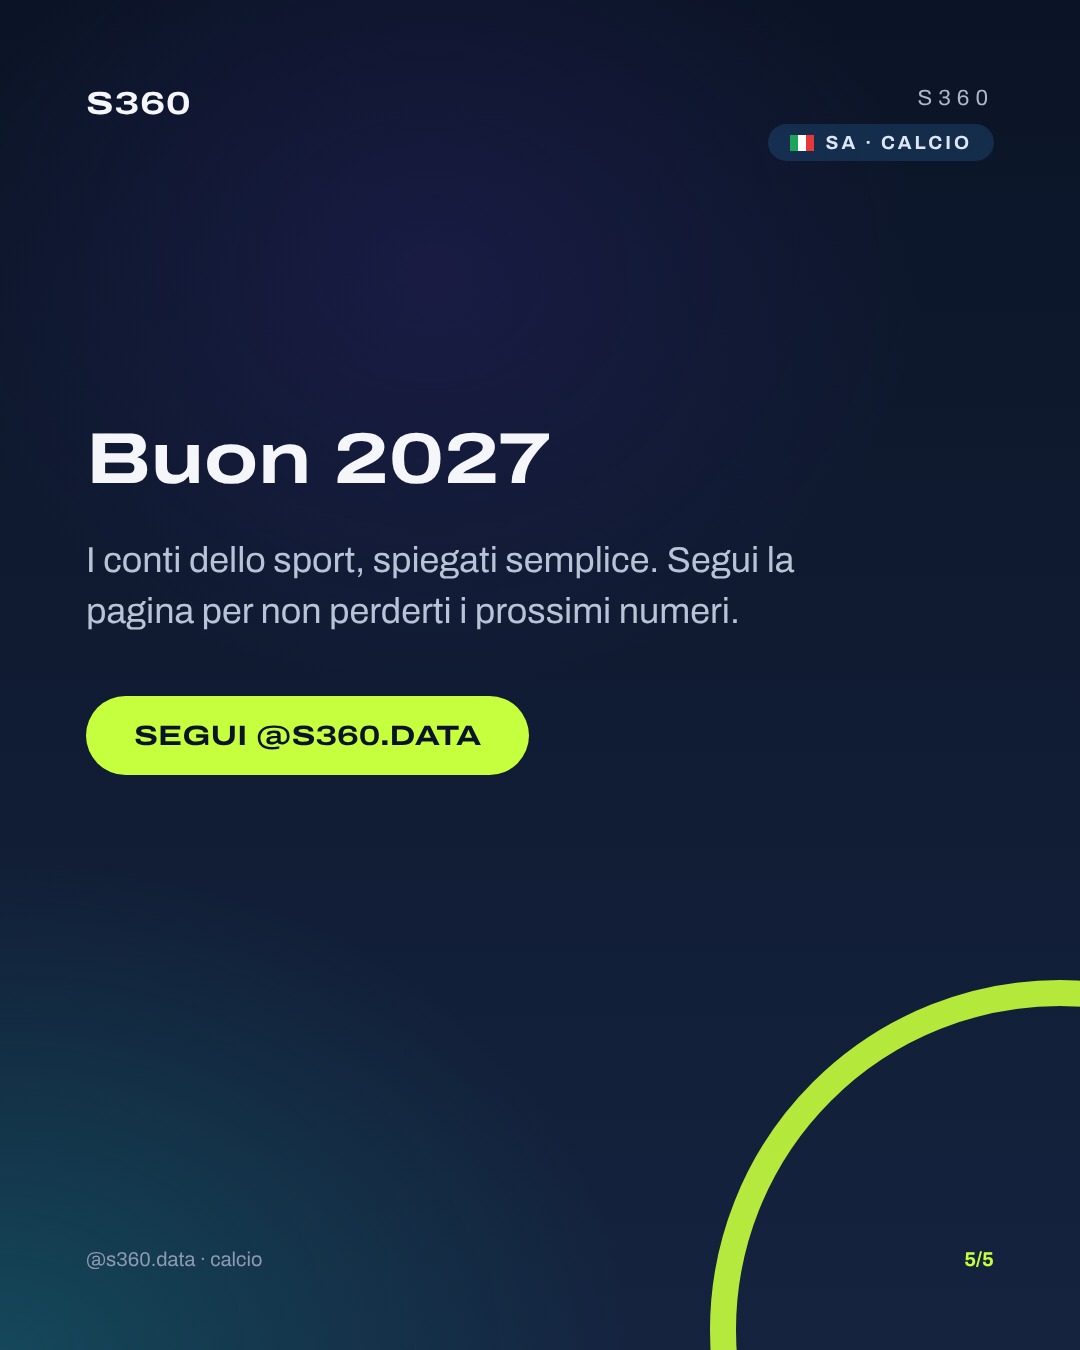 S360
S360
SA · CALCIO
Buon 2027
I conti dello sport, spiegati semplice. Segui la
pagina per non perderti i prossimi numeri.
SEGUI @S360.DATA
@s360.data · calcio
5/5